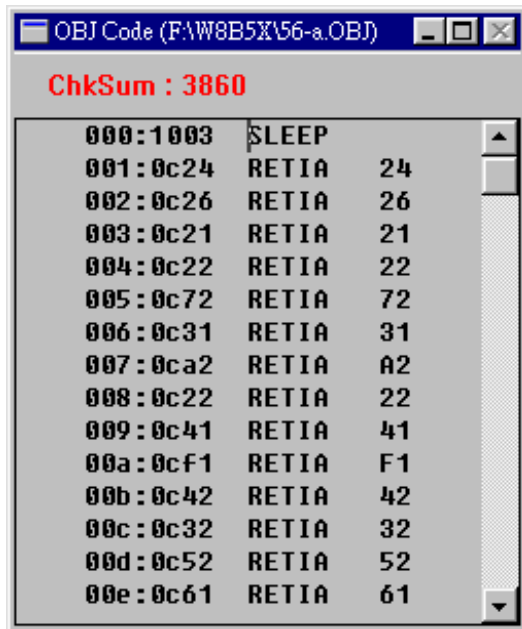 OBJ Code (F:\W8B5X\56-a.OBJ)
ChkSum : 3860
000:1003 SLEEP
001:0c24 RETIA 24
002:0c26 RETIA 26
003:0c21 RETIA 21
004:0c22 RETIA 22
005:0c72 RETIA 72
006:0c31 RETIA 31
007:0ca2 RETIA A2
008:0c22 RETIA 22
009:0c41 RETIA 41
00a:0cf1 RETIA F1
00b:0c42 RETIA 42
00c:0c32 RETIA 32
00d:0c52 RETIA 52
00e:0c61 RETIA 61